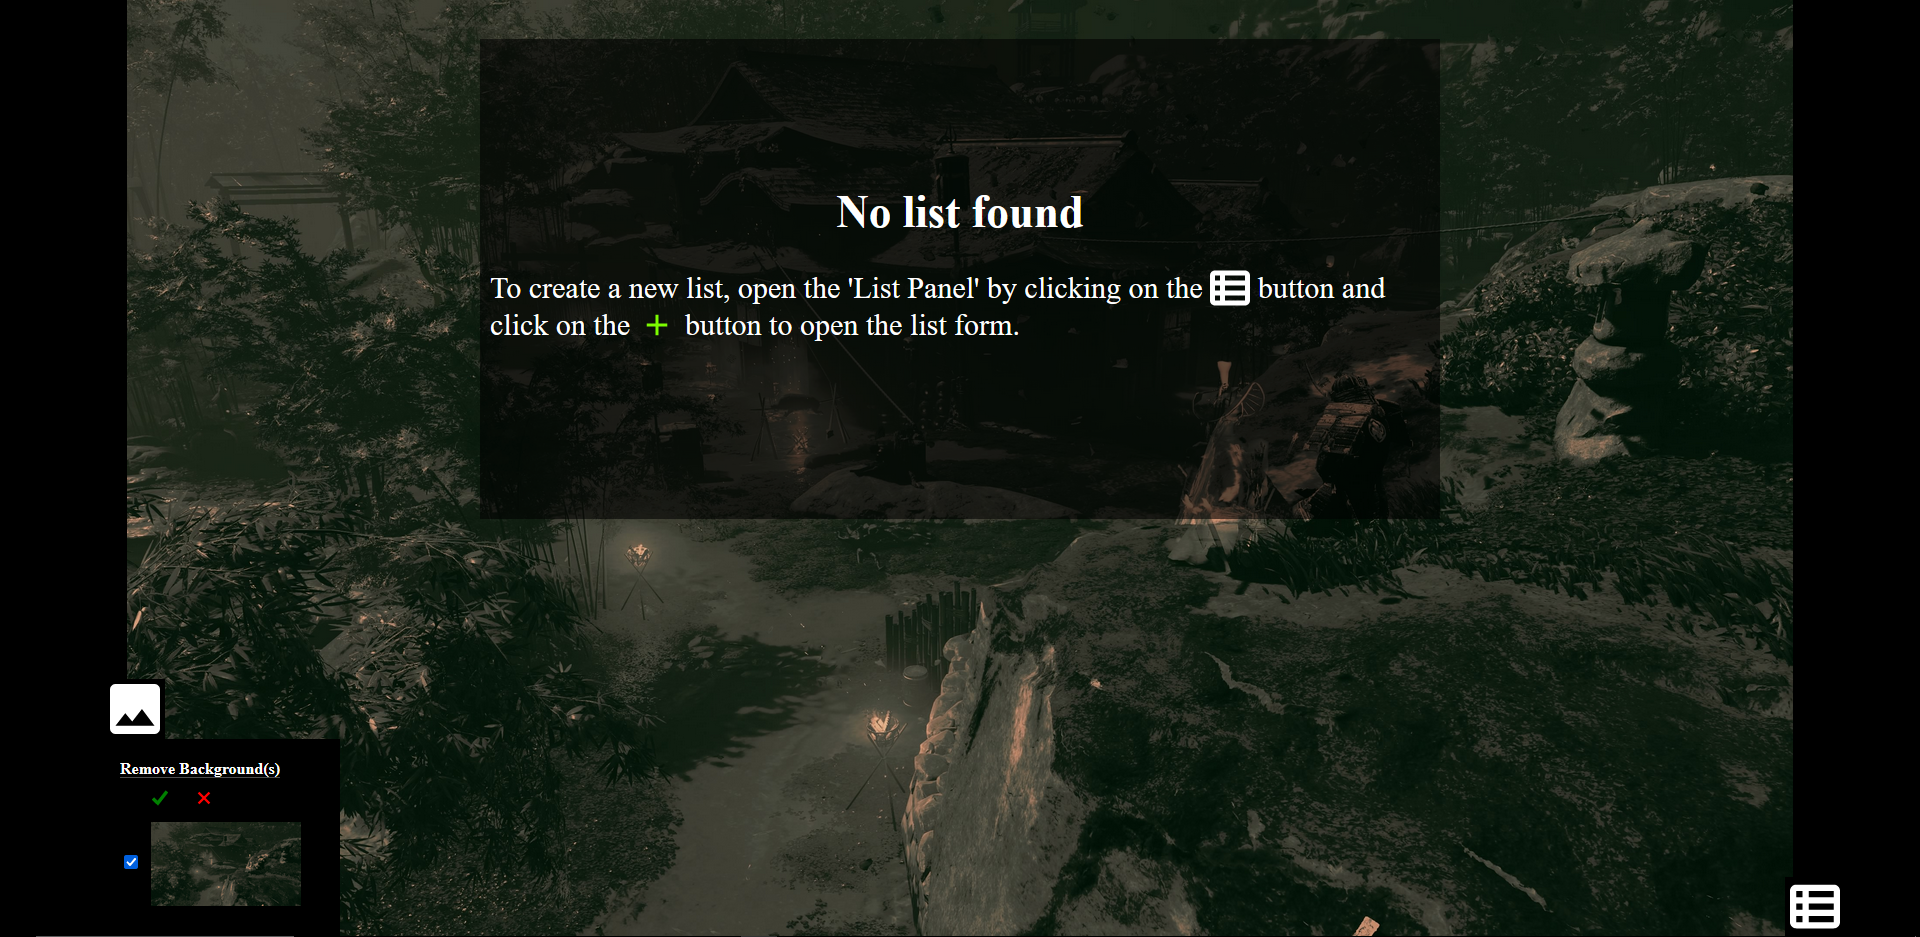 No list found
To create a new list, open the 'List Panel' by clicking on the button and
click on the button to open the list form.
Remove Background(s)